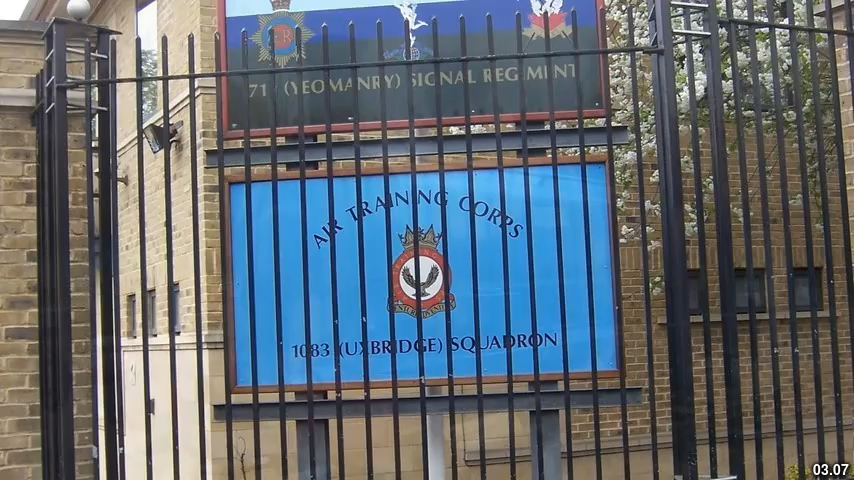 71 (YEOMANRY) SIGNAL REGIMENT
AIR TRAINING CORPS
1083 (UXBRIDGE) SQUADRON
03.07